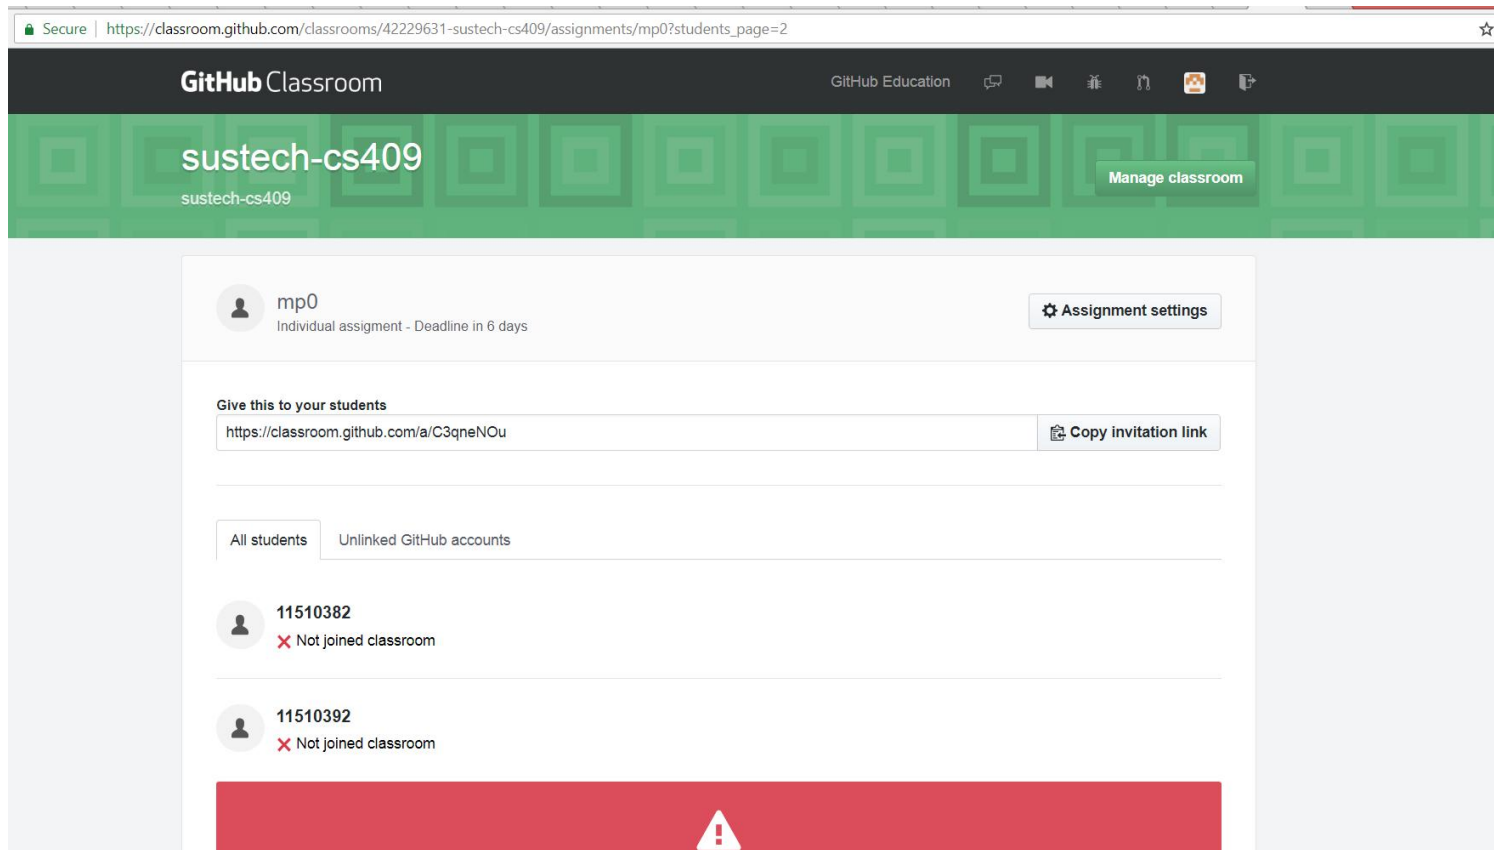 Secure | https://classroom.github.com/classrooms/42229631-sustech-cs409/assignments/mp0?students_page=2
GitHub Classroom
GitHub Education
sustech-cs409
sustech-cs409
Manage classroom
mp0
Individual assigment - Deadline in 6 days
Assignment settings
Give this to your students
https://classroom.github.com/a/C3qneNOu
Copy invitation link
All students
Unlinked GitHub accounts
11510382
Not joined classroom
11510392
Not joined classroom